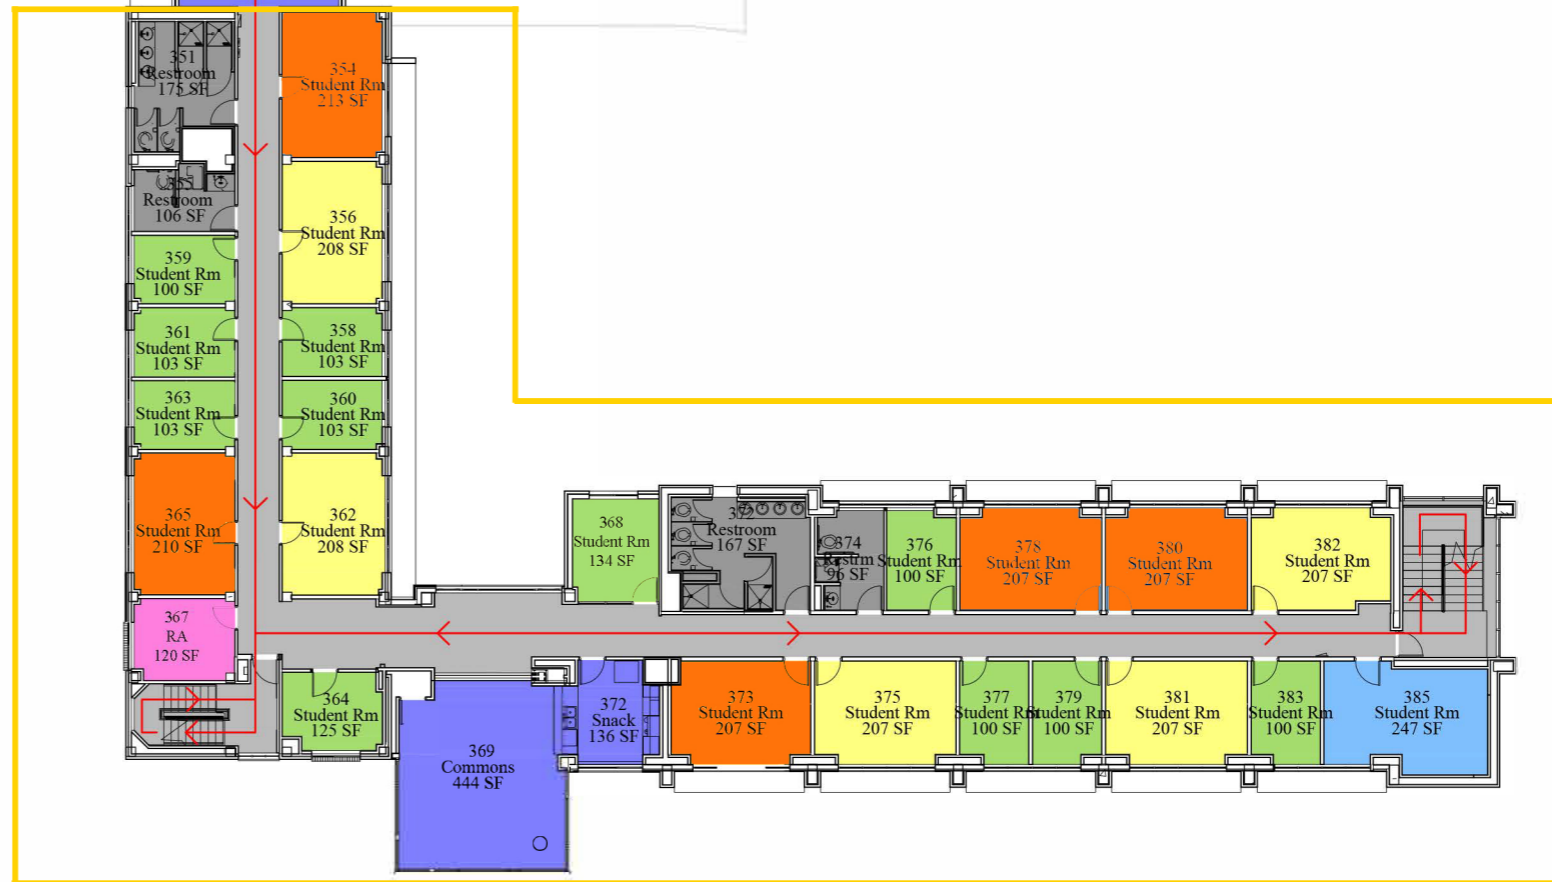 351
Restroom
175 SF
354
Student Rm
213 SF
355
Restroom
106 SF
356
Student Rm
208 SF
359
Student Rm
100 SF
361
Student Rm
103 SF
358
Student Rm
103 SF
363
Student Rm
103 SF
360
Student Rm
103 SF
365
Student Rm
210 SF
362
Student Rm
208 SF
367
RA
120 SF
364
Student Rm
125 SF
368
Student Rm
134 SF
372
Restroom
167 SF
374
Restrm
96 SF
376
Student Rm
100 SF
378
Student Rm
207 SF
380
Student Rm
207 SF
382
Student Rm
207 SF
369
Commons
444 SF
372
Snack
136 SF
373
Student Rm
207 SF
375
Student Rm
207 SF
377
Student Rm
100 SF
379
Student Rm
100 SF
381
Student Rm
207 SF
383
Student Rm
100 SF
385
Student Rm
247 SF